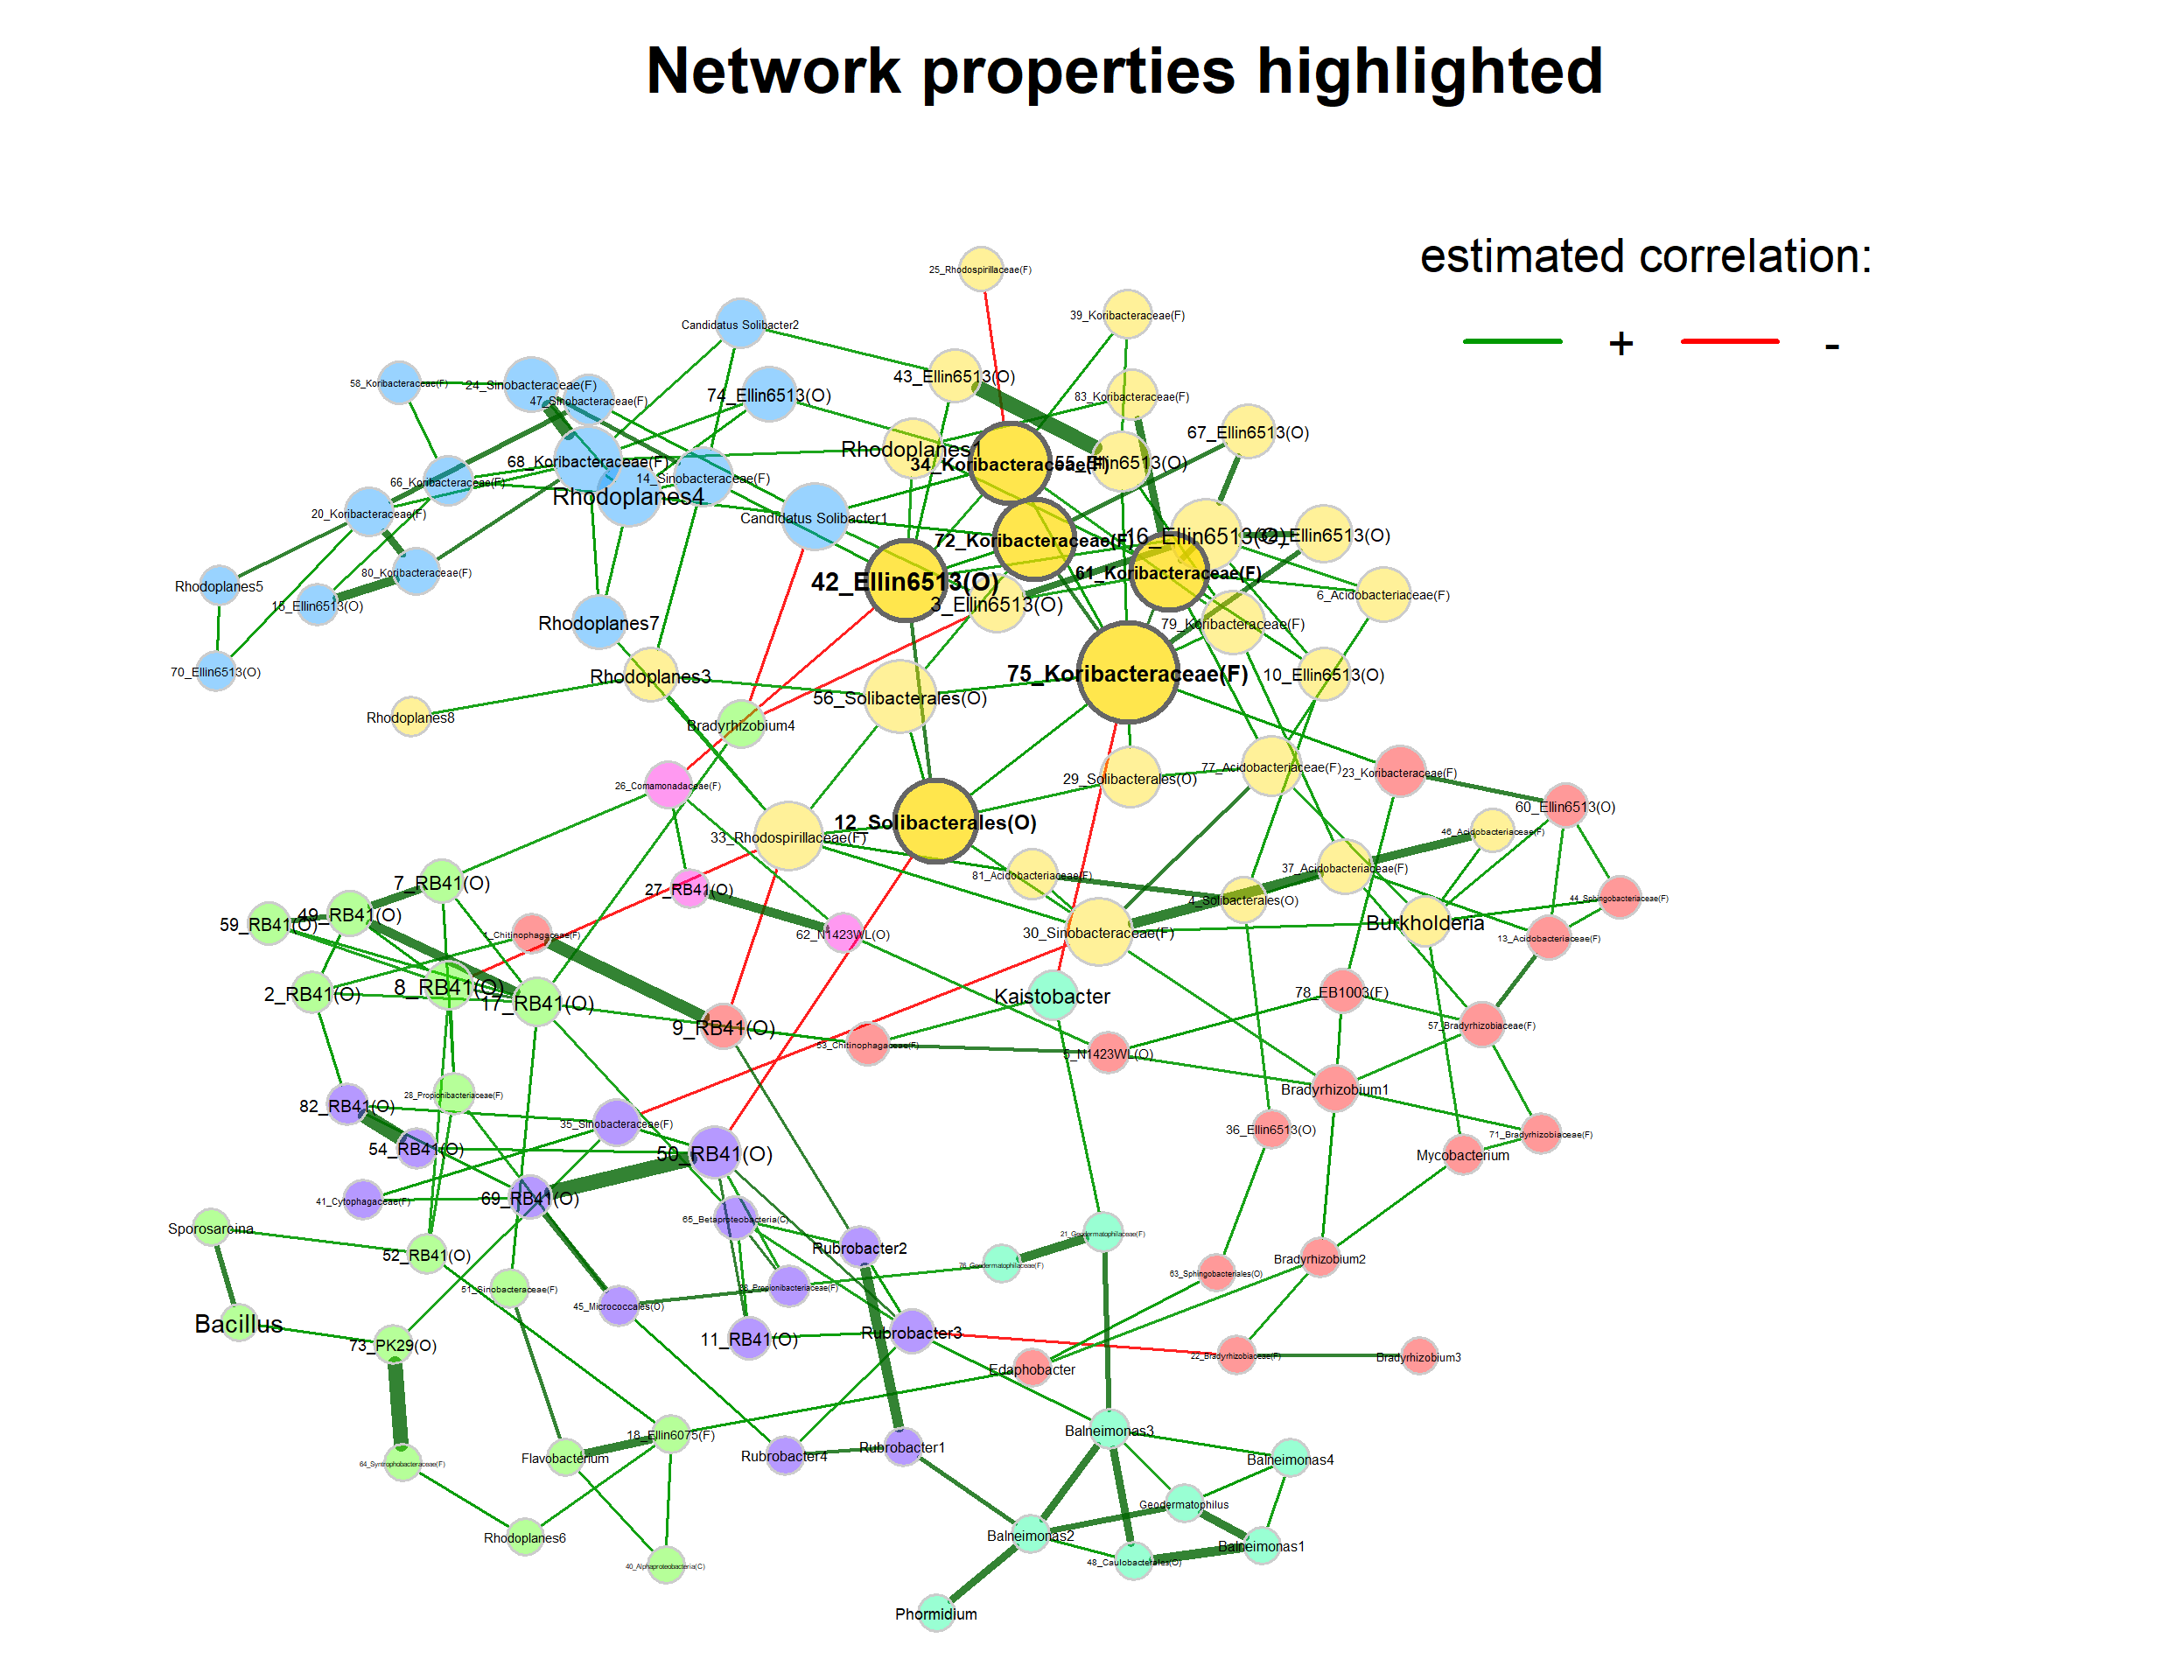 Network properties highlighted
estimated correlation:
+
-
25_Rhodospirillaceae(F)
39_Koribacteraceae(F)
Candidatus Solibacter2
58_Koribacteraceae(F)
24_Sinobacteraceae(F)
47_Sinobacteraceae(F)
74_Ellin6513(O)
43_Ellin6513(O)
83_Koribacteraceae(F)
67_Ellin6513(O)
Rhodoplanes1
34_Koribacteraceae(F)
55_Ellin6513(O)
68_Koribacteraceae(F)
14_Sinobacteraceae(F)
66_Koribacteraceae(F)
Rhodoplanes4
20_Koribacteraceae(F)
Candidatus Solibacter1
72_Koribacteraceae(F)
16_Ellin6513(O)
Ellin6513(O)
80_Koribacteraceae(F)
61_Koribacteraceae(F)
42_Ellin6513(O)
Rhodoplanes5
15_Ellin6513(O)
3_Ellin6513(O)
6_Acidobacteriaceae(F)
Rhodoplanes7
79_Koribacteraceae(F)
70_Ellin6513(O)
Rhodoplanes3
75_Koribacteraceae(F)
10_Ellin6513(O)
56_Solibacterales(O)
Rhodoplanes8
Bradyrhizobium4
26_Comamonadaceae(F)
29_Solibacterales(O)
77_Acidobacteriaceae(F)
23_Koribacteraceae(F)
60_Ellin6513(O)
12_Solibacterales(O)
33_Rhodospirillaceae(F)
46_Acidobacteriaceae(F)
37_Acidobacteriaceae(F)
81_Acidobacteriaceae(F)
7_RB41(O)
27_RB41(O)
4_Solibacterales(O)
44_Sphingobacteriaceae(F)
49_RB41(O)
59_RB41(O)
Burkholderia
1_Chitinophagaceae(F)
62_N1423WL(O)
30_Sinobacteraceae(F)
13_Acidobacteriaceae(F)
8_RB41(O)
2_RB41(O)
17_RB41(O)
Kaistobacter
78_EB1003(F)
9_RB41(O)
57_Bradyrhizobiaceae(F)
53_Chitinophagaceae(F)
5_N1423WL(O)
Bradyrhizobium1
28_Propionibacteriaceae(F)
82_RB41(O)
35_Sinobacteraceae(F)
36_Ellin6513(O)
71_Bradyrhizobiaceae(F)
54_RB41(O)
50_RB41(O)
Mycobacterium
41_Cytophagaceae(F)
69_RB41(O)
65_Betaproteobacteria(C)
Sporosarcina
21_Geodermatophilaceae(F)
Rubrobacter2
52_RB41(O)
76_Geodermatophilaceae(F)
Bradyrhizobium2
63_Sphingobacteriales(O)
51_Sinobacteraceae(F)
Propionibacteriaceae(F)
45_Micrococcales(O)
Bacillus
Rubrobacter3
11_RB41(O)
73_PK29(O)
22_Bradyrhizobiaceae(F)
Bradyrhizobium3
Edaphobacter
Balneimonas3
18_Ellin6075(F)
Rubrobacter1
Rubrobacter4
Flavobacterium
Balneimonas4
64_Syntrophobacteraceae(F)
Geodermatophilus
Balneimonas2
Rhodoplanes6
Balneimonas1
48_Caulobacterales(O)
40_Alphaproteobacteria(C)
Phormidium